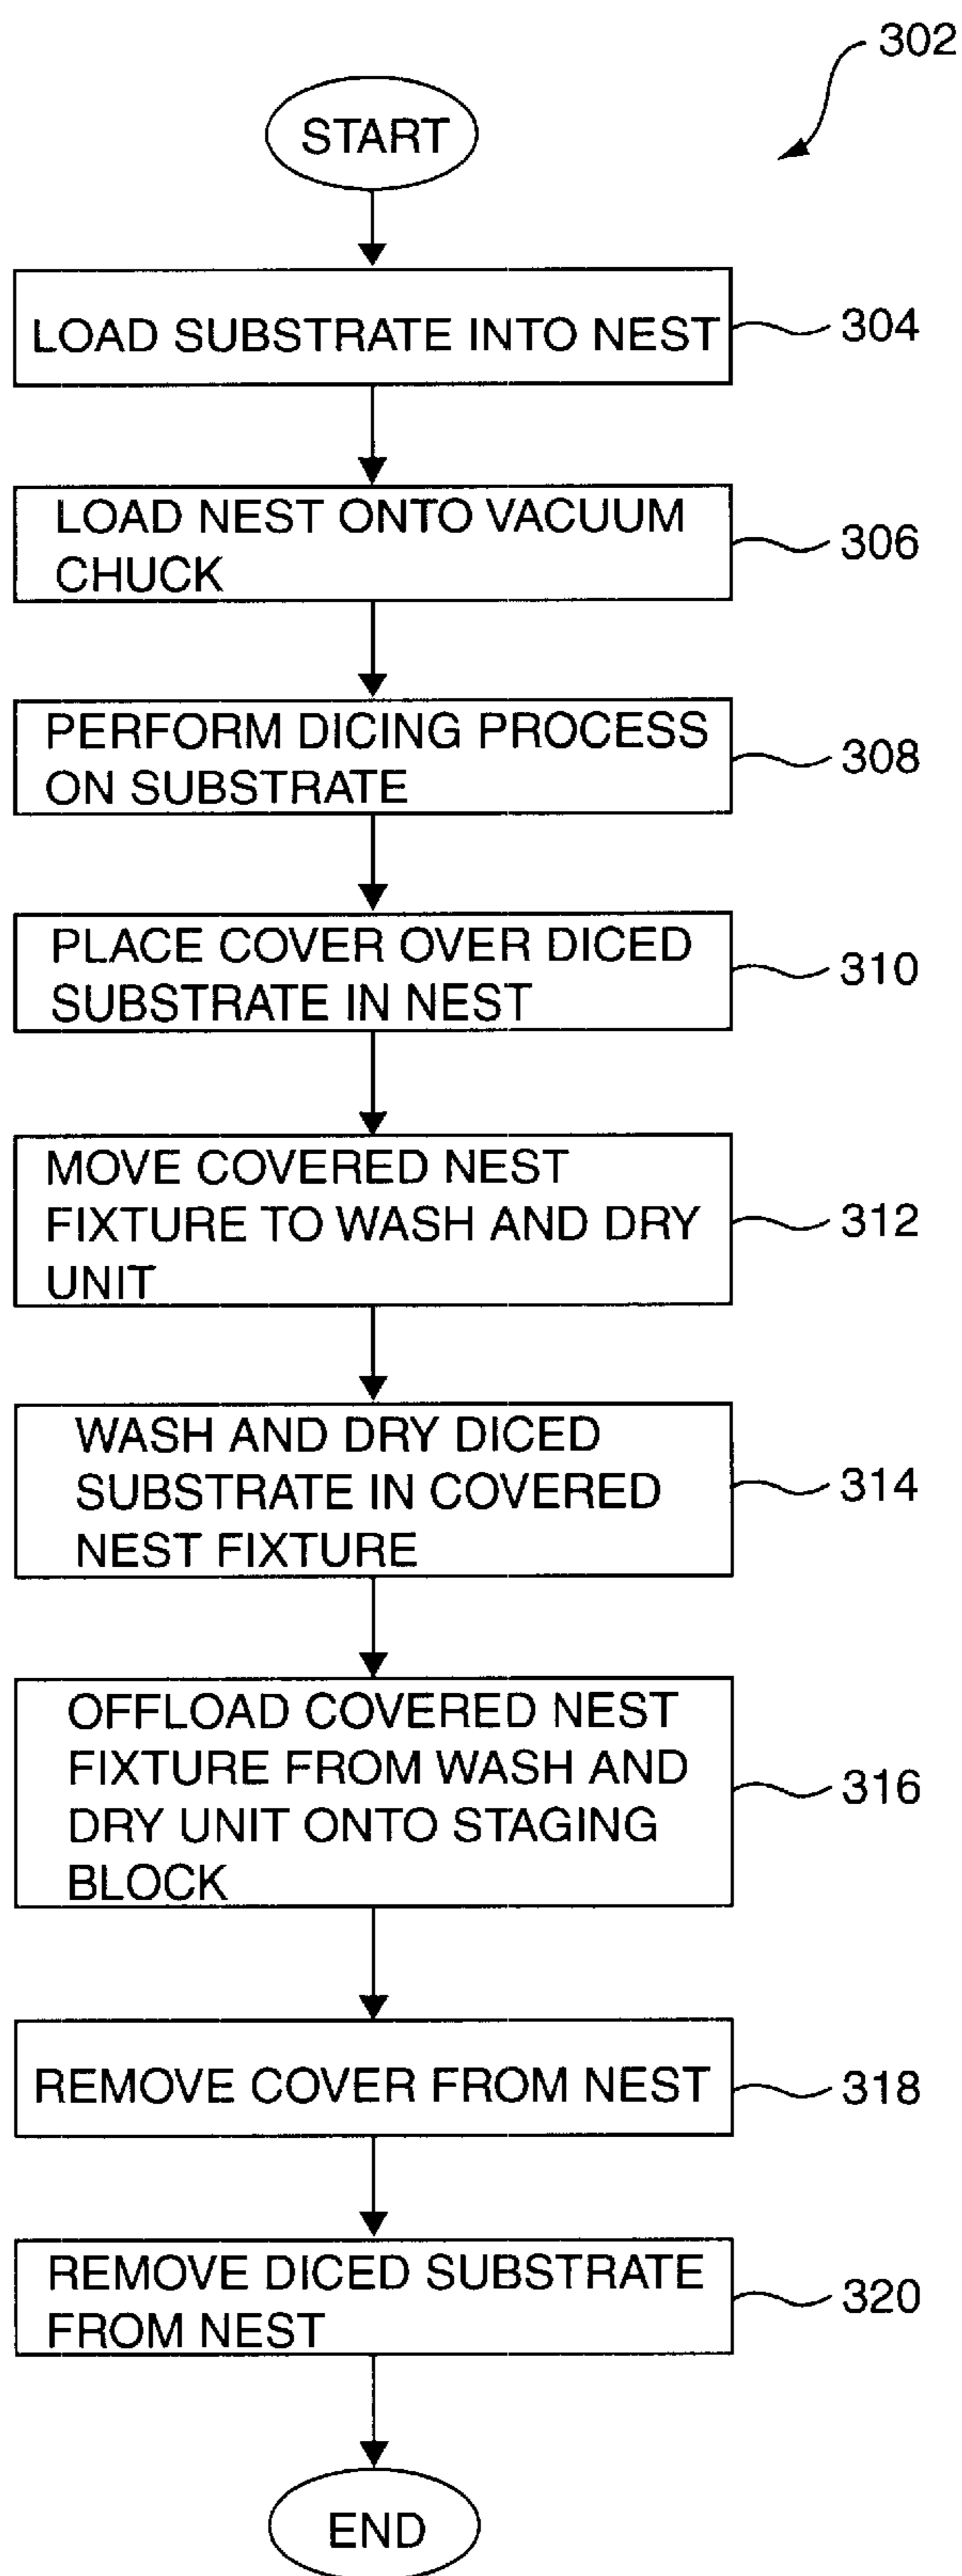 302
START
LOAD SUBSTRATE INTO NEST
304
LOAD NEST ONTO VACUUM
CHUCK
306
PERFORM DICING PROCESS
ON SUBSTRATE
308
PLACE COVER OVER DICED
SUBSTRATE IN NEST
310
MOVE COVERED NEST
FIXTURE TO WASH AND DRY
UNIT
312
WASH AND DRY DICED
SUBSTRATE IN COVERED
NEST FIXTURE
314
OFFLOAD COVERED NEST
FIXTURE FROM WASH AND
DRY UNIT ONTO STAGING
BLOCK
316
REMOVE COVER FROM NEST
318
REMOVE DICED SUBSTRATE
FROM NEST
320
END